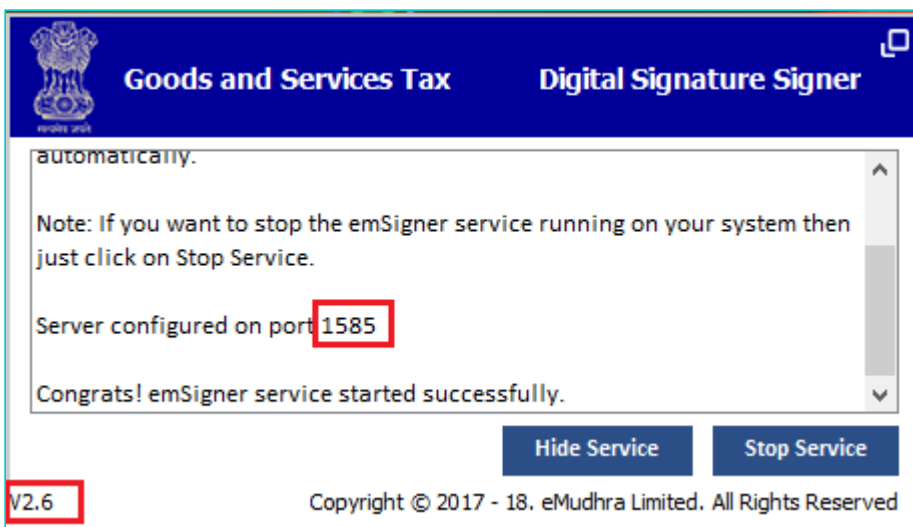 Goods and Services Tax
Digital Signature Signer
automatically.
Note: If you want to stop the emSigner service running on your system then
just click on Stop Service.
Server configured on port 1585
Congrats! emSigner service started successfully.
Hide Service
Stop Service
V2.6
Copyright © 2017 - 18. eMudhra Limited. All Rights Reserved